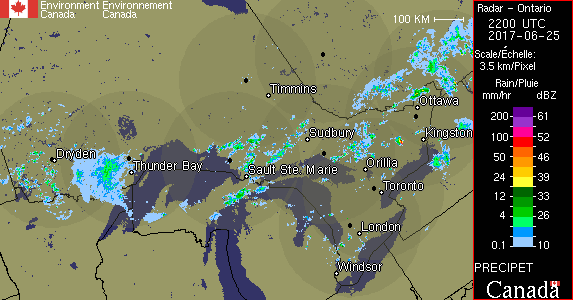 Environment Environnement
Canada Canada
100 KM
Timmins
Ottawa
Sudbury
Kingston
Dryden
Thunder Bay
Sault Ste. Marie
Orillia
Toronto
London
Windsor
Radar - Ontario
2200 UTC
2017-06-25
Scale/Échelle:
3.5 km/Pixel
Rain/Pluie
mm/hr dBZ
200 61
100 52
50 46
24 39
12 33
4 26
0.1 10
PRECIPET
Canada